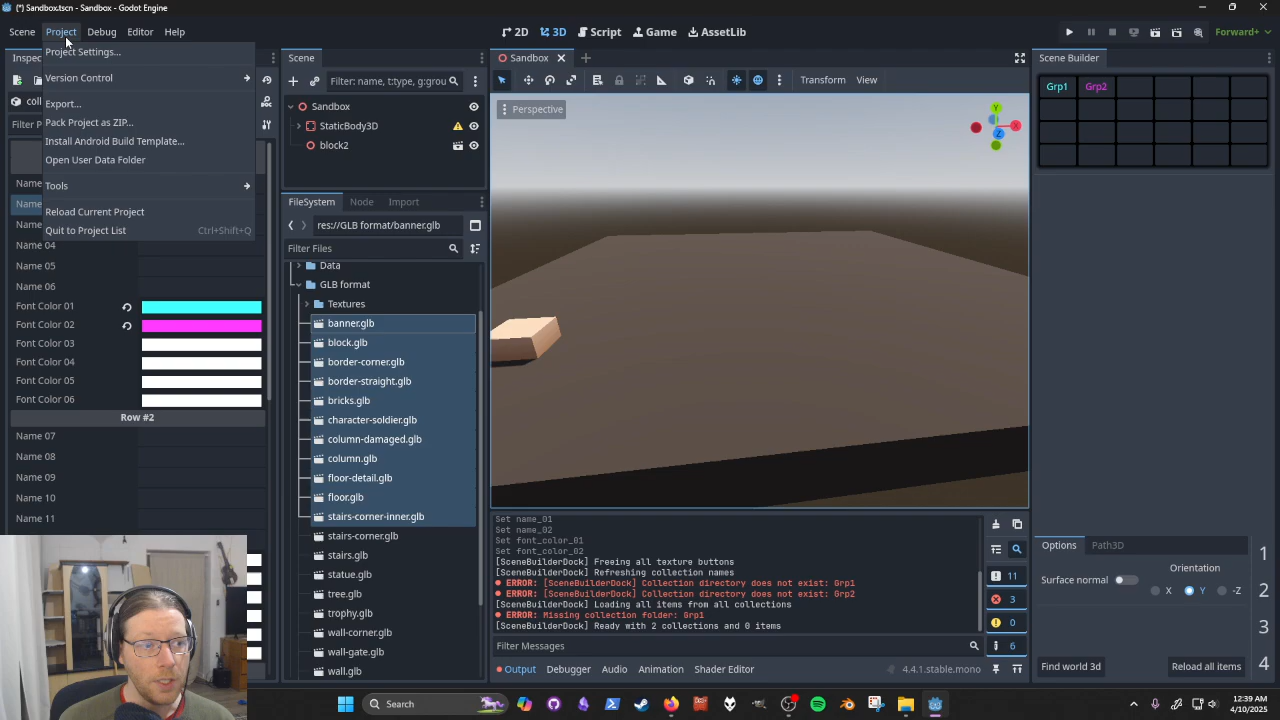 (*) Sandbox.tscn - Sandbox - Godot Engine
Scene Project Debug Editor Help
2D 3D Script Game AssetLib
Forward+
Project Settings...
Version Control
Export...
Pack Project as ZIP...
Install Android Build Template...
Open User Data Folder
Tools
Reload Current Project
Quit to Project List Ctrl+Shift+Q
Inspec
coll
Filter P
Name
Name
Name
Name 04
Name 05
Name 06
Font Color 01
Font Color 02
Font Color 03
Font Color 04
Font Color 05
Font Color 06
Row #2
Name 07
Name 08
Name 09
Name 10
Name 11
Scene
Filter: name, t:type, g:grou
Sandbox
StaticBody3D
block2
FileSystem Node Import
res://GLB format/banner.glb
Filter Files
Data
GLB format
Textures
banner.glb
block.glb
border-corner.glb
border-straight.glb
bricks.glb
character-soldier.glb
column-damaged.glb
column.glb
floor-detail.glb
floor.glb
stairs-corner-inner.glb
stairs-corner.glb
stairs.glb
statue.glb
tree.glb
trophy.glb
wall-corner.glb
wall-gate.glb
wall.glb
Sandbox
Transform View
Perspective
Y
X
Z
Set name_01
Set name_02
Set font_color_01
Set font_color_02
[SceneBuilderDock] Freeing all texture buttons
[SceneBuilderDock] Refreshing collection names
ERROR: [SceneBuilderDock] Collection directory does not exist: Grp1
ERROR: [SceneBuilderDock] Collection directory does not exist: Grp2
[SceneBuilderDock] Loading all items from all collections
ERROR: Missing collection folder: Grp1
[SceneBuilderDock] Ready with 2 collections and 0 items
11
3
0
6
Filter Messages
Output Debugger Audio Animation Shader Editor
4.4.1.stable.mono
Scene Builder
Grp1 Grp2
Options Path3D
Orientation
Surface normal
X Y -Z
1
2
3
4
Find world 3d Reload all items
Search
12:39 AM
4/10/2025